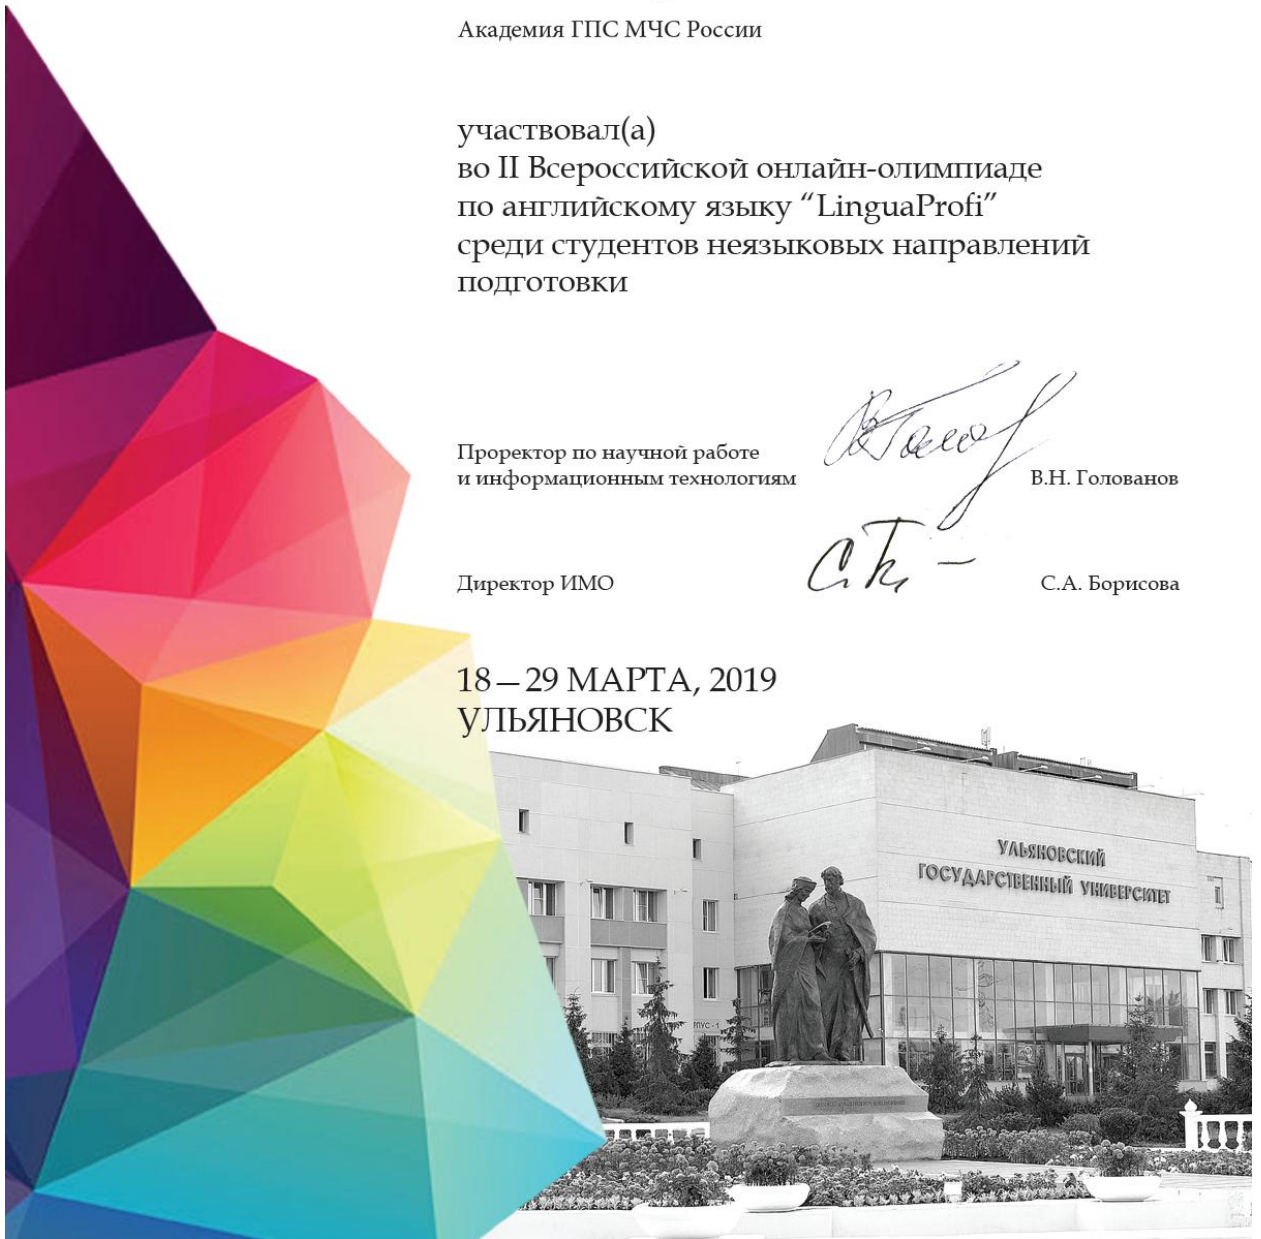 Академия ГПС МЧС России
участвовал(а)
во II Всероссийской онлайн-олимпиаде
по английскому языку “LinguaProfi”
среди студентов неязыковых направлений
подготовки
Проректор по научной работе
и информационным технологиям
В.Н. Голованов
Директор ИМО
С.А. Борисова
18 – 29 МАРТА, 2019
УЛЬЯНОВСК
УЛЬЯНОВСКИЙ
ГОСУДАРСТВЕННЫЙ УНИВЕРСИТЕТ